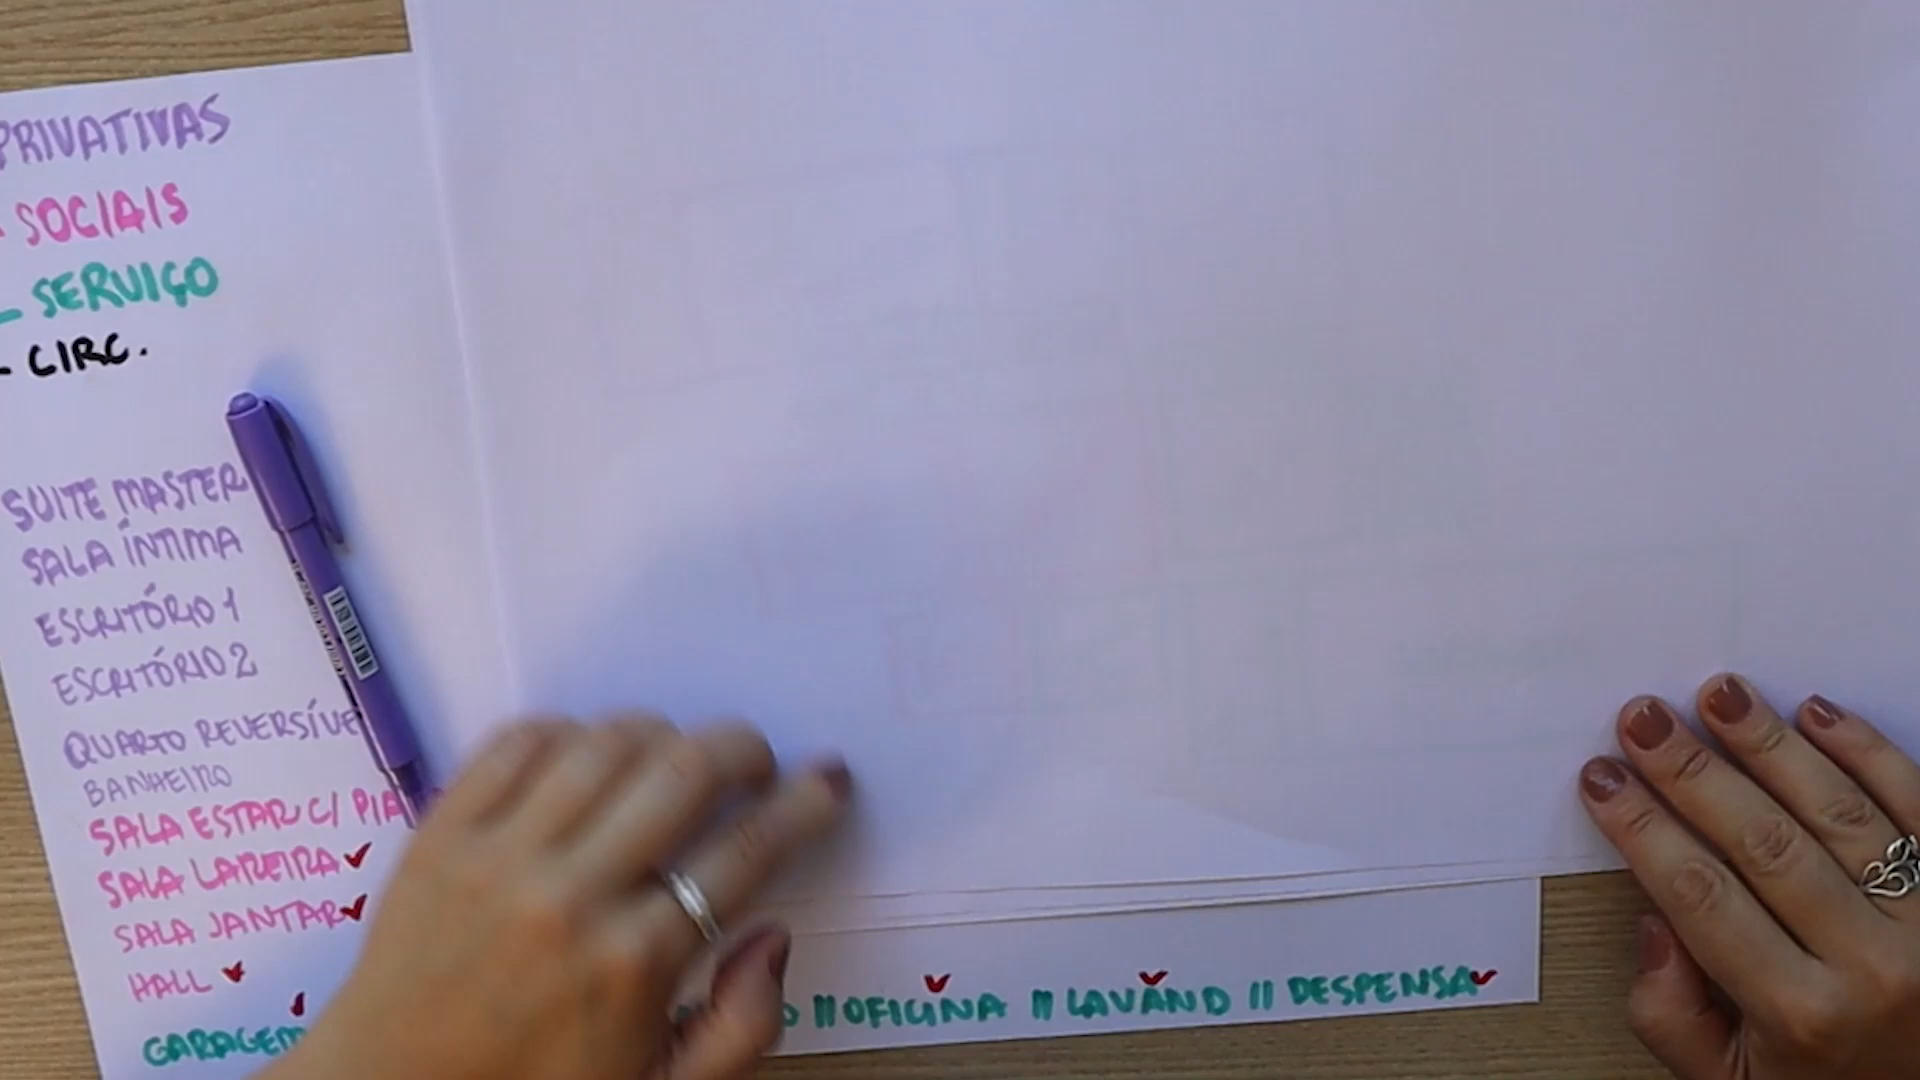 PRIVATIVAS
- SOCIAIS
- SERVIÇO
- CIRC.
SUITE MASTER
SALA ÍNTIMA
ESCRITÓRIO 1
ESCRITÓRIO 2
QUARTO REVERSÍVE
BANHEIRO
SALA ESTAR C/ PIA
SALA LAREIRA
SALA JANTAR
HALL
GARAGEM || OFICINA || LAVAND || DESPENSA